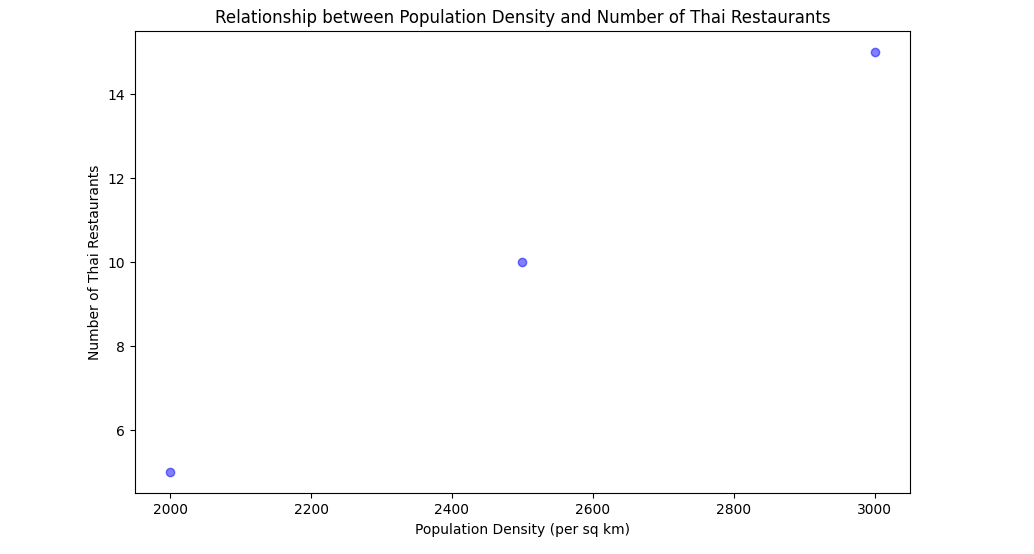 Relationship between Population Density and Number of Thai Restaurants
14
12
10
8
6
Number of Thai Restaurants
2000 2200 2400 2600 2800 3000
Population Density (per sq km)